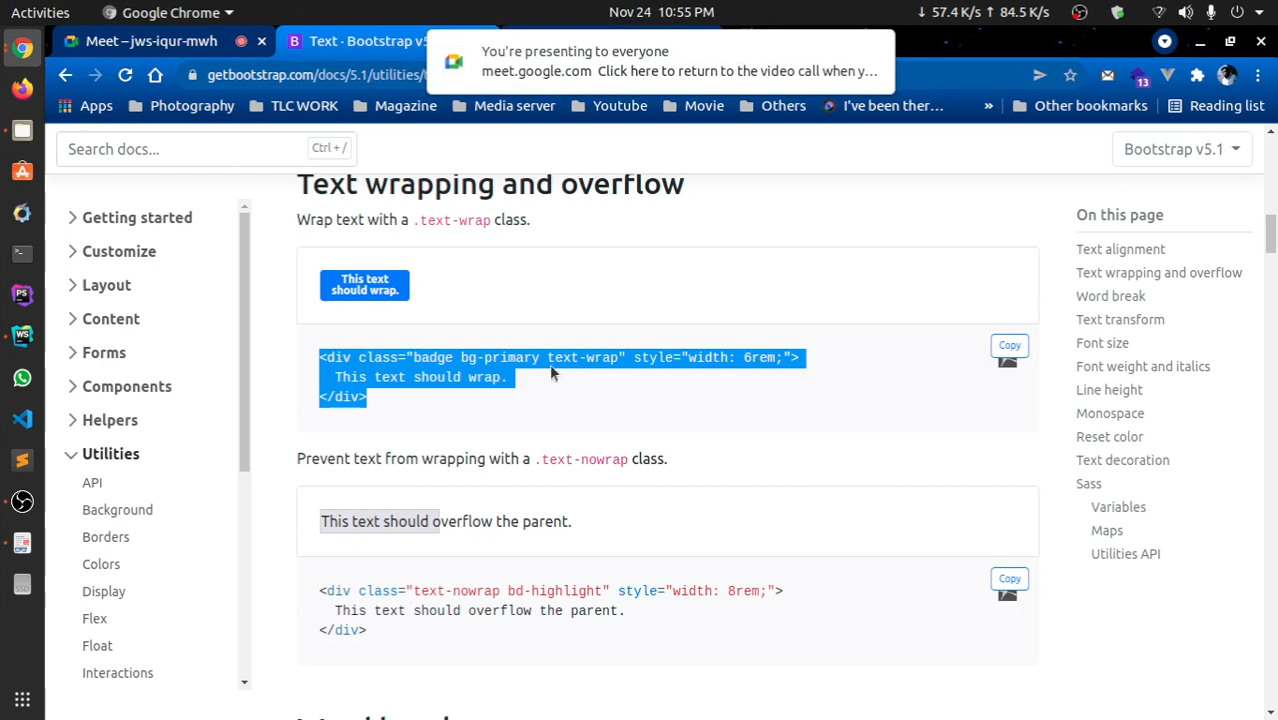 Activities
Google Chrome
Nov 24 10:55 PM
↓ 57.4 K/s ↑ 84.5 K/s
Meet – jws-iqur-mwh
Text · Bootstrap v5.
You're presenting to everyone
meet.google.com Click here to return to the video call when y...
getbootstrap.com/docs/5.1/utilities/
13
Apps
Photography
TLC WORK
Magazine
Media server
Youtube
Movie
Others
I've been ther...
»
Other bookmarks
Reading list
Search docs...
Ctrl + /
Bootstrap v5.1
Getting started
Customize
Layout
Content
Forms
Components
Helpers
Utilities
API
Background
Borders
Colors
Display
Flex
Float
Interactions
Text wrapping and overflow
Wrap text with a .text-wrap class.
This text
should wrap.
Copy
<div class="badge bg-primary text-wrap" style="width: 6rem;">
This text should wrap.
</div>
Prevent text from wrapping with a .text-nowrap class.
This text should overflow the parent.
Copy
<div class="text-nowrap bd-highlight" style="width: 8rem;">
This text should overflow the parent.
</div>
On this page
Text alignment
Text wrapping and overflow
Word break
Text transform
Font size
Font weight and italics
Line height
Monospace
Reset color
Text decoration
Sass
Variables
Maps
Utilities API